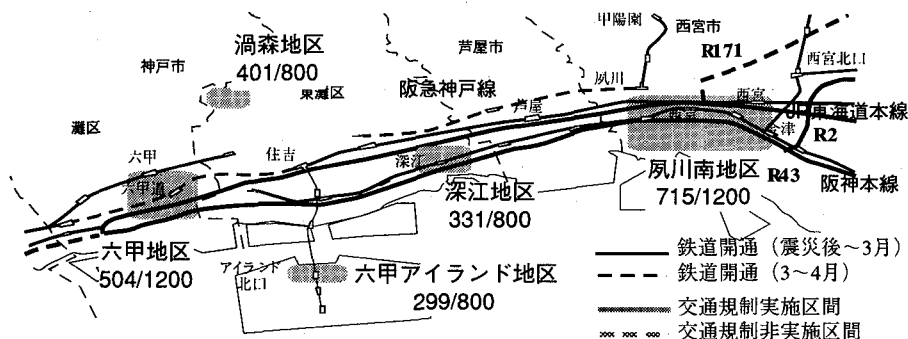 甲陽園
西宮市
R171
渦森地区
401/800
神戸市
芦屋市
西宮北口
東灘区
阪急神戸線
夙川
芦屋
西宮
JR東海道本線
灘区
六甲
住吉
深江
西宮
今津
R2
六甲道
R43
阪神本線
深江地区
331/800
夙川南地区
715/1200
六甲地区
504/1200
アイランド
北口
六甲アイランド地区
299/800
鉄道開通（震災後～3月）
鉄道開通（3～4月）
交通規制実施区間
交通規制非実施区間